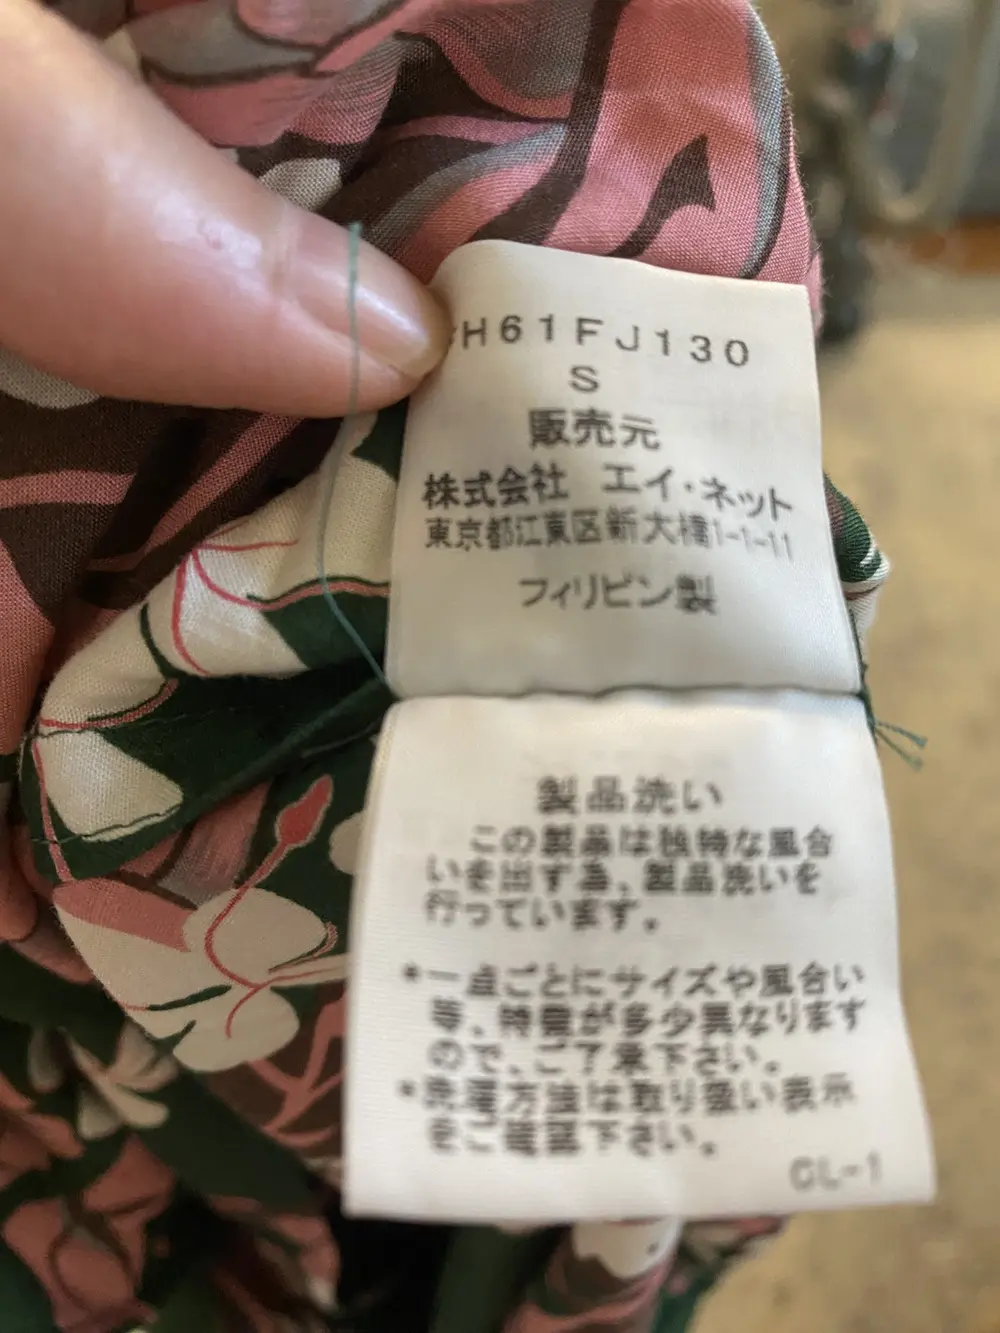 H61FJ130
S
販売元
株式会社 エイ・ネット
東京都江東区新大橋1-1-11
フィリピン製
製品洗い
この製品は独特な風合
いを出す為、製品洗いを
行っています。
*一点ごとにサイズや風合い
等、特徴が多少異なります
ので、ご了承下さい。
*洗濯方法は取り扱い表示
をご確認下さい。
CL-1